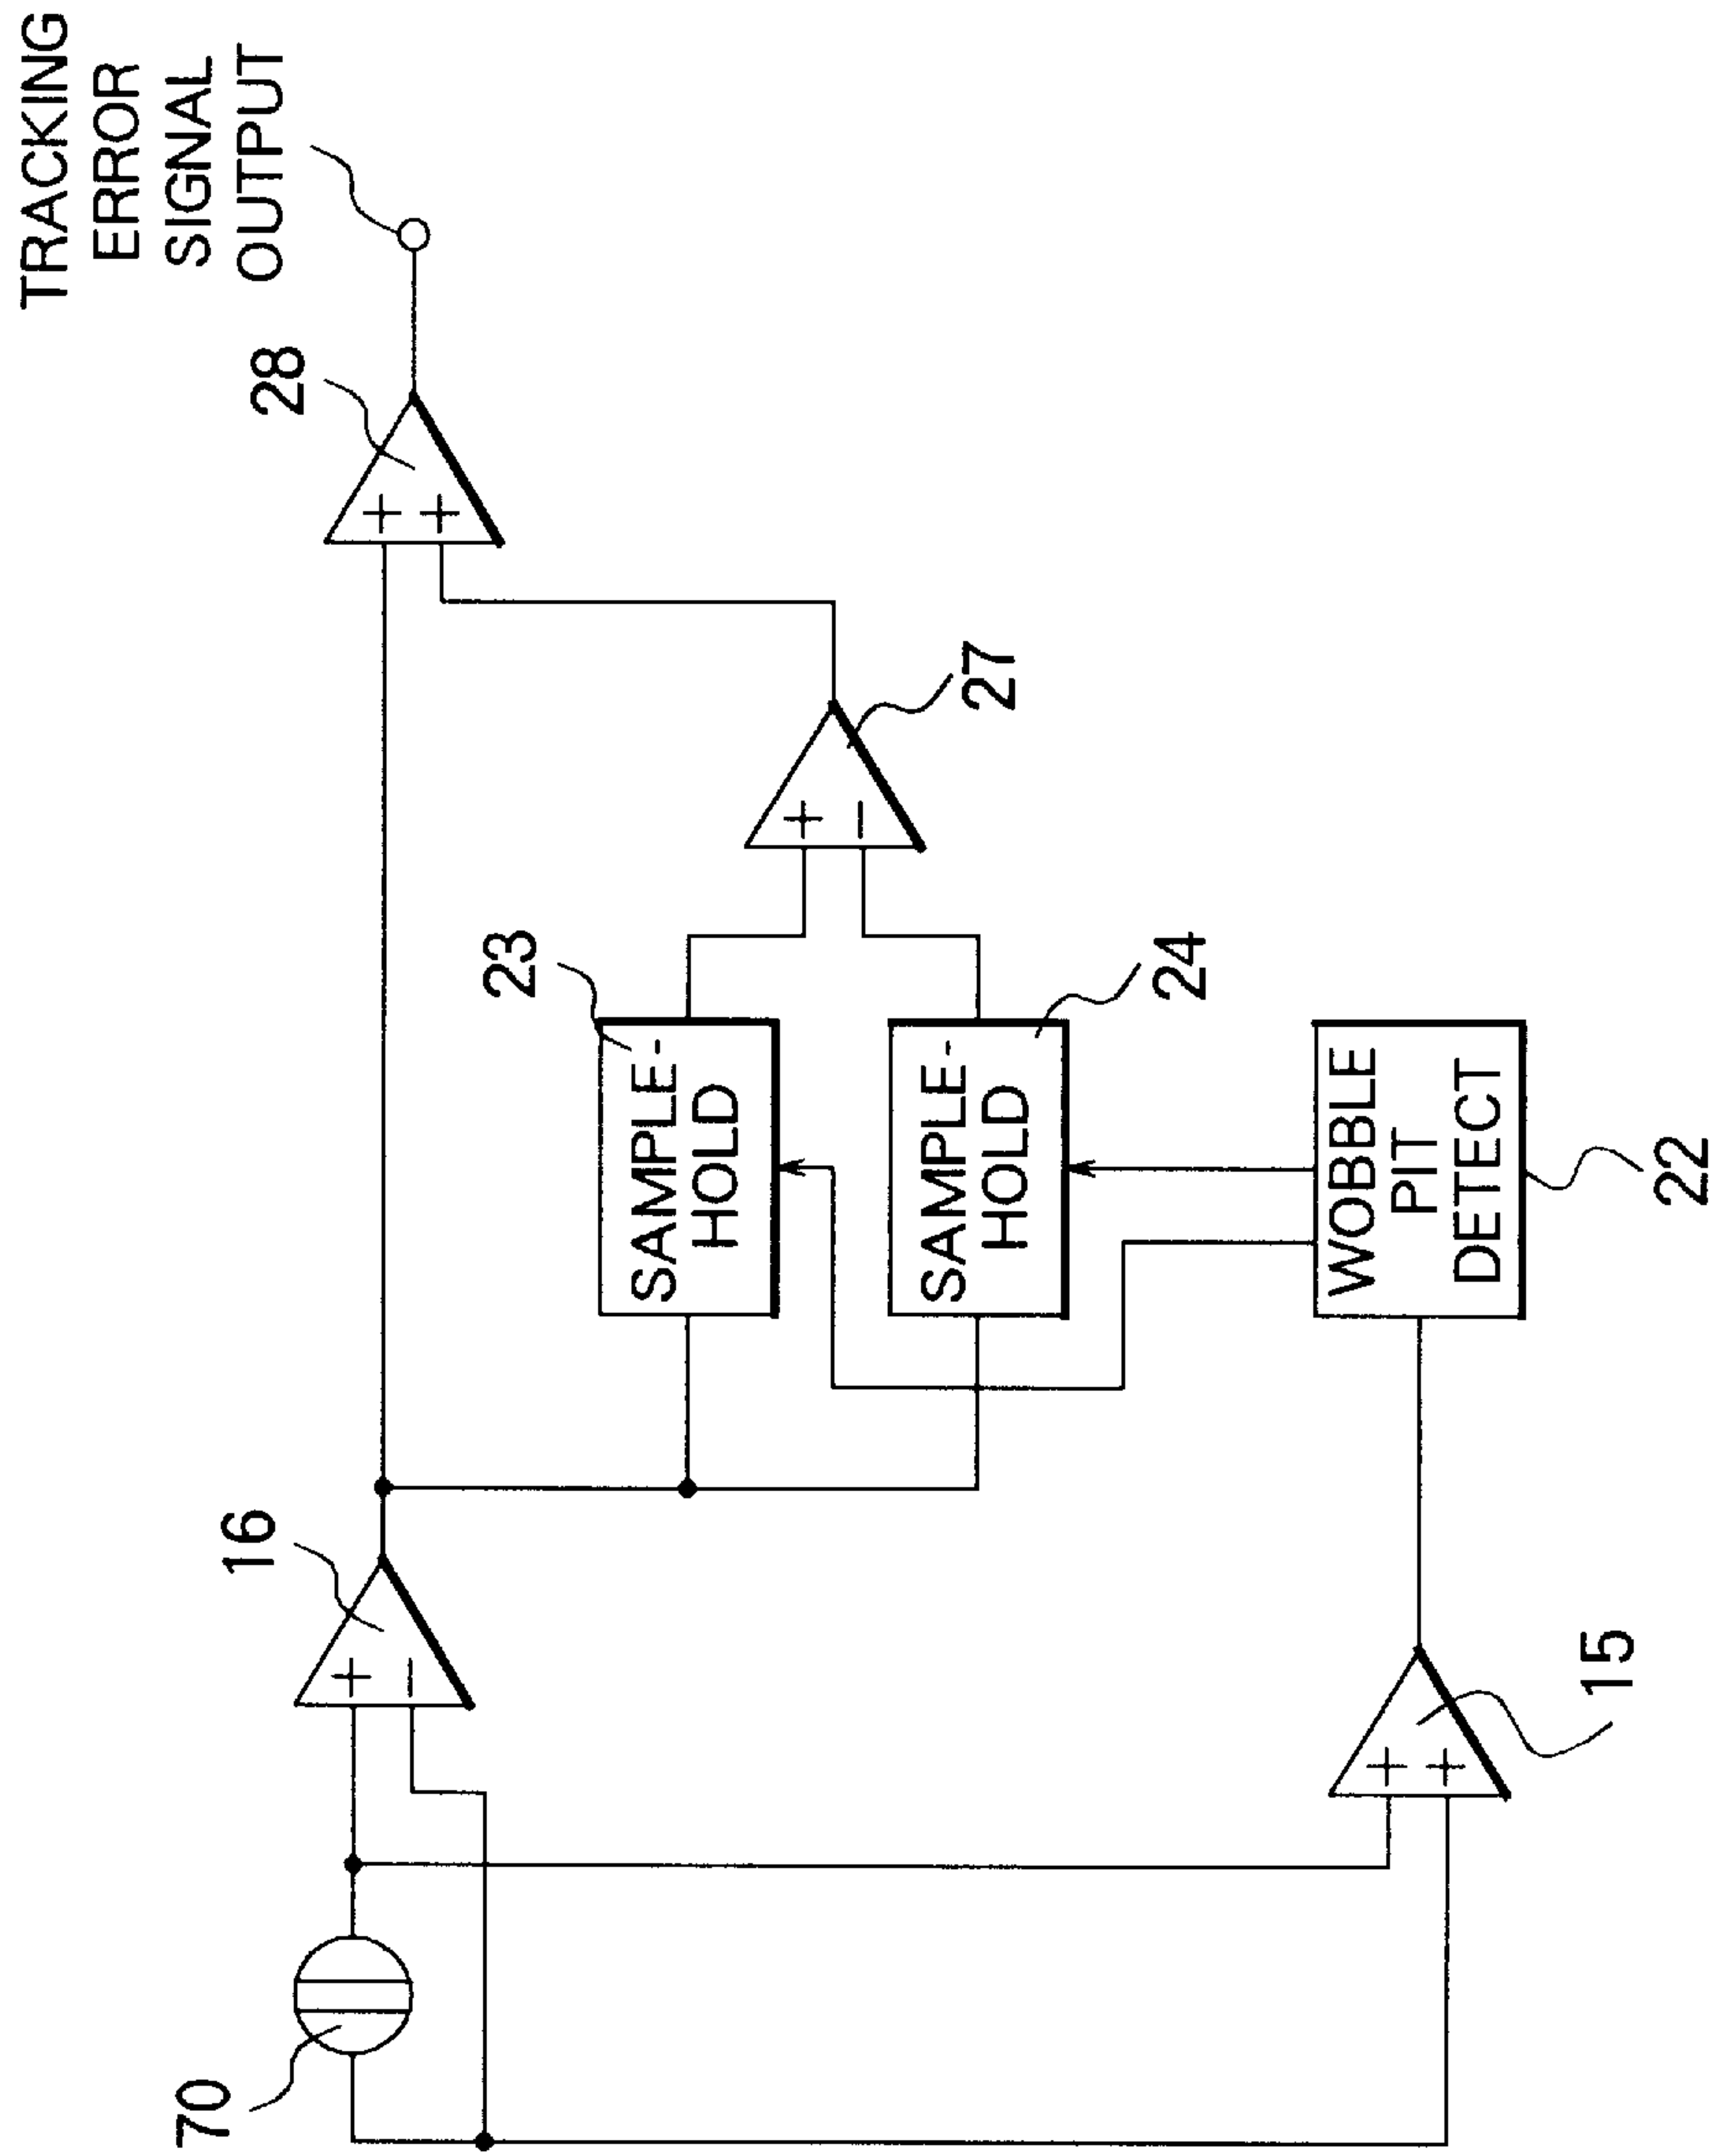 TRACKING
ERROR
SIGNAL
OUTPUT
28
16
70
+
+
+
−
23
SAMPLE-
HOLD
27
+
−
24
SAMPLE-
HOLD
WOBBLE
PIT
DETECT
22
15
+
+